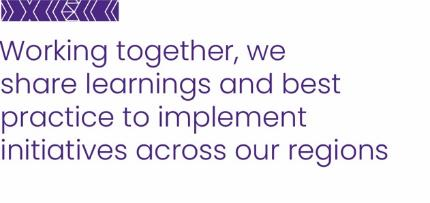 Working together, we
share learnings and best
practice to implement
initiatives across our regions